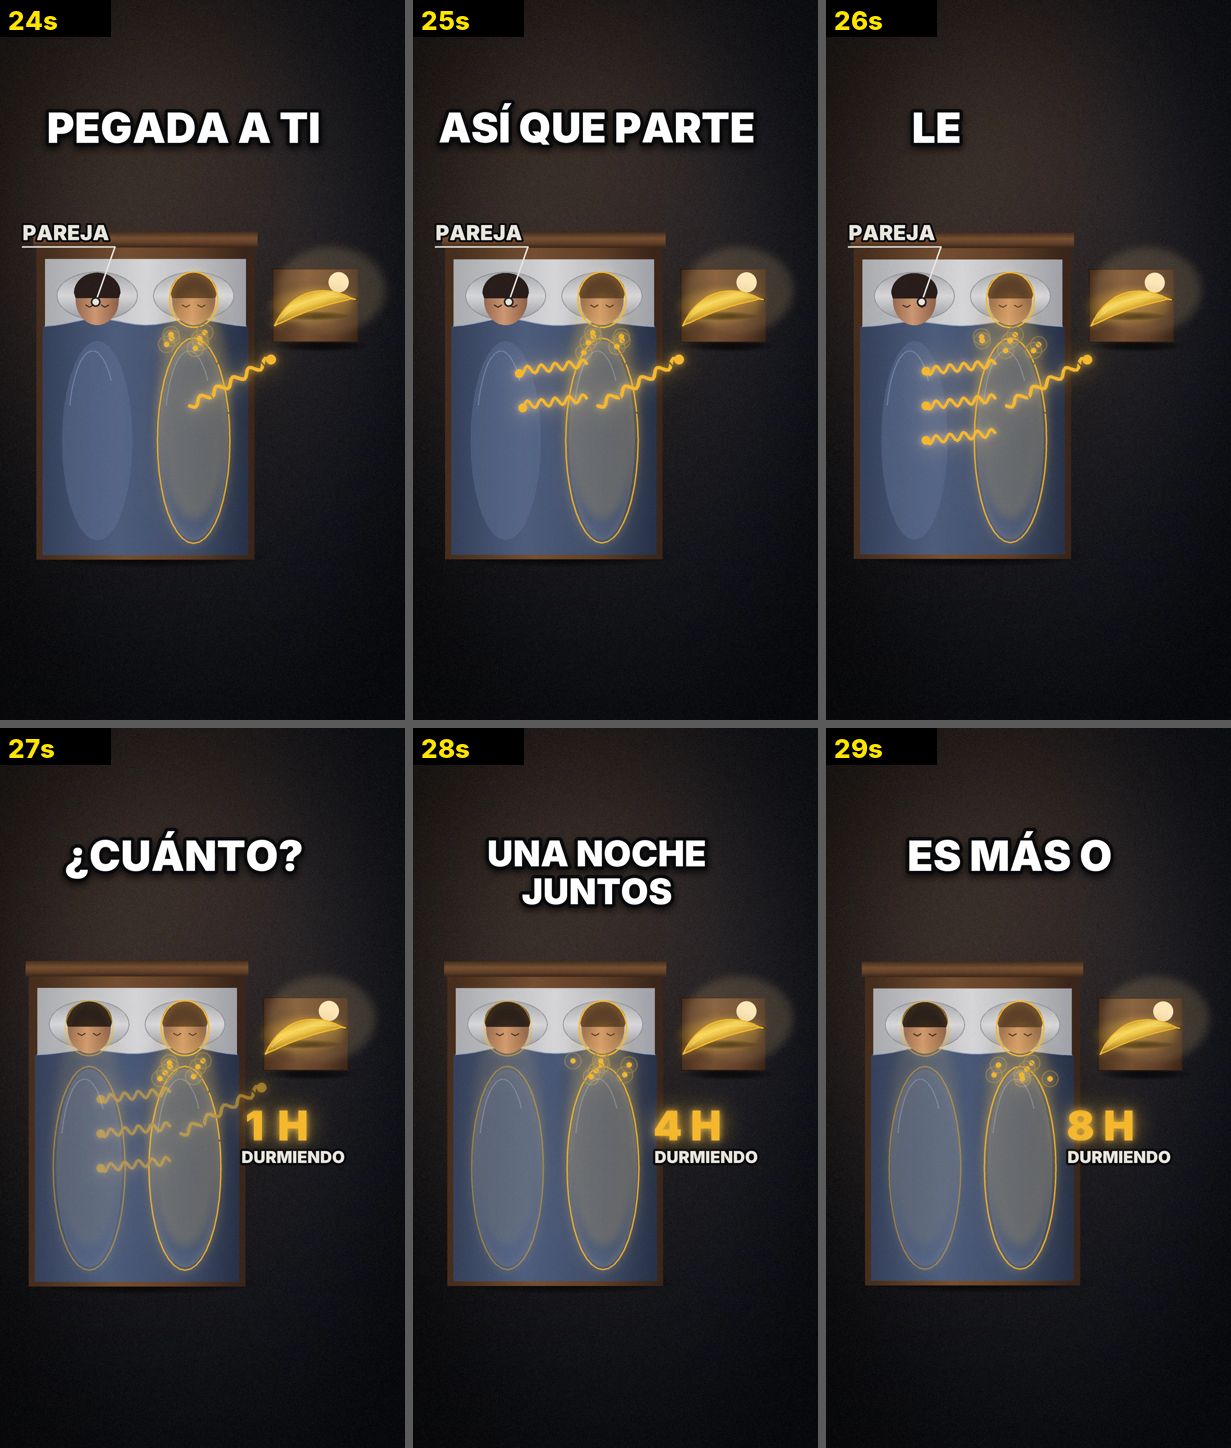 24s
PEGADA A TI
PAREJA
25s
ASÍ QUE PARTE
PAREJA
26s
LE
PAREJA
27s
¿CUÁNTO?
1 H
DURMIENDO
28s
UNA NOCHE
JUNTOS
4 H
DURMIENDO
29s
ES MÁS O
8 H
DURMIENDO